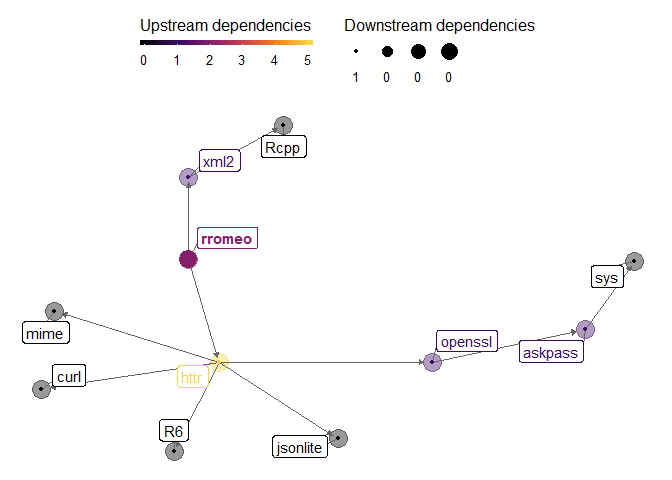 Upstream dependencies
0 1 2 3 4 5
Downstream dependencies
1 0 0 0
Rcpp
xml2
rromeo
sys
mime
openssl
askpass
httr
curl
R6
jsonlite